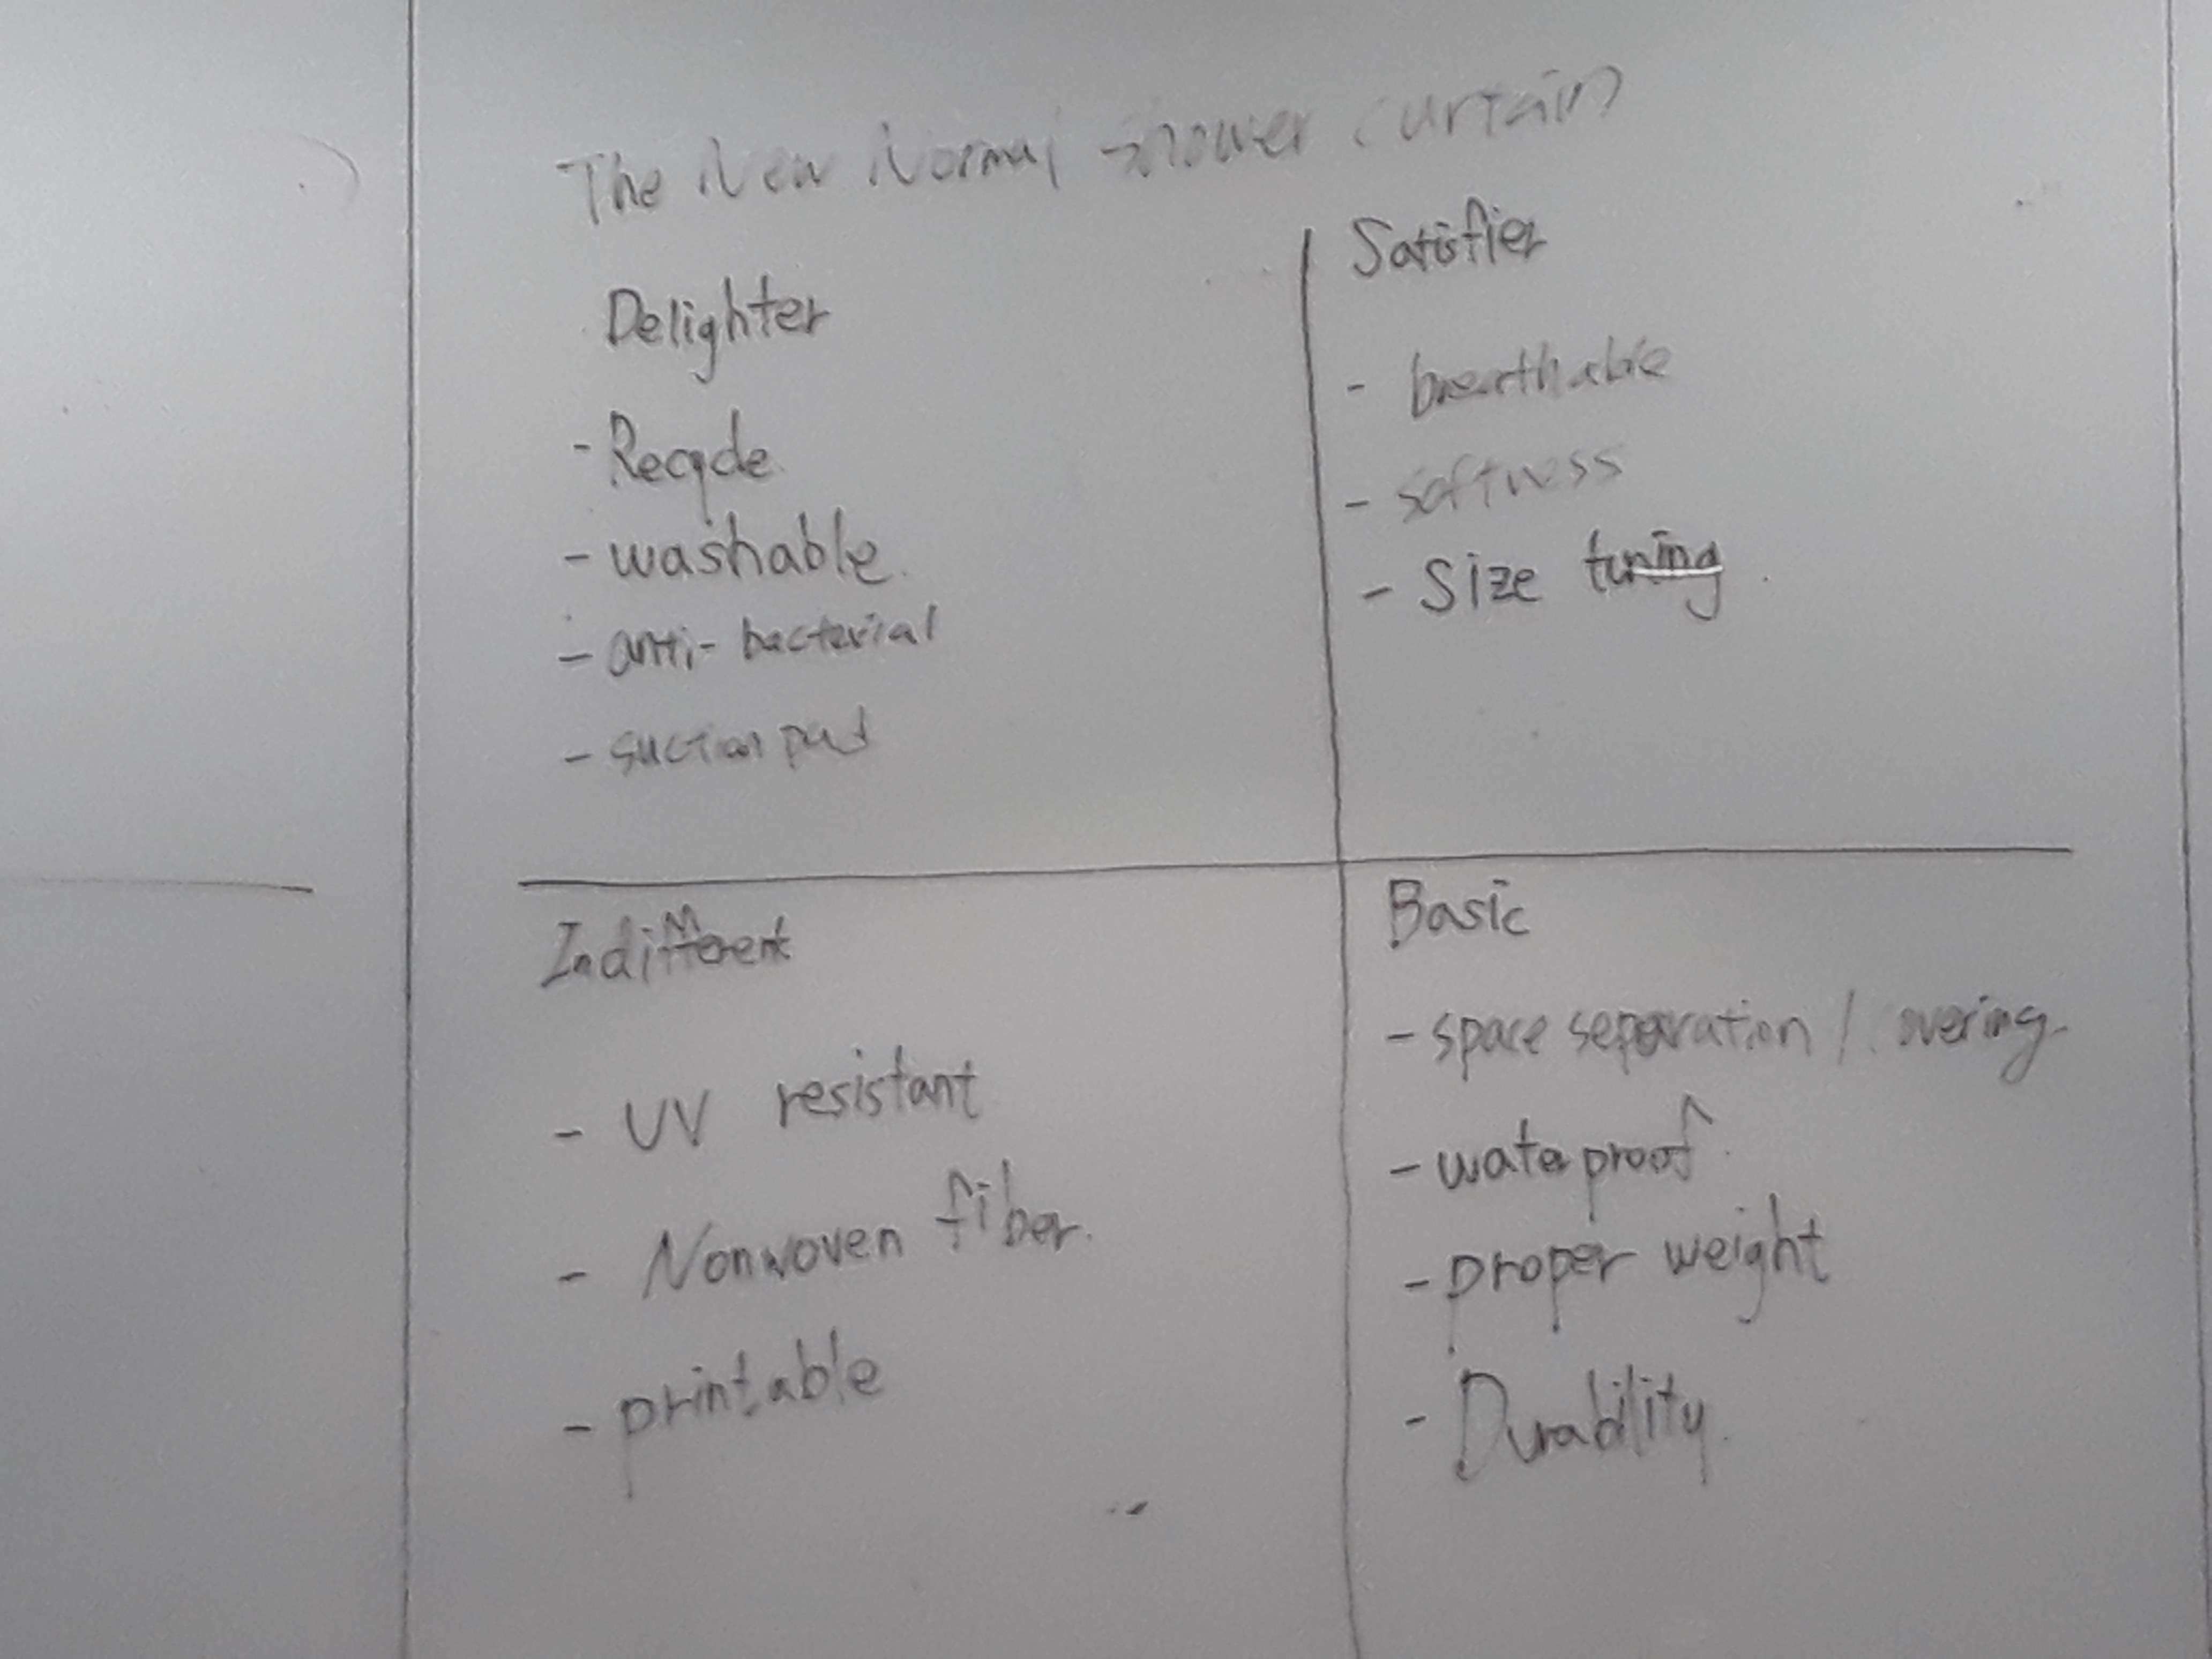 The New Normal shower curtain
Delighter
- Recycle
- washable.
- anti-bacterial
- suction pad
Satisfier
- breathable
- softness
- Size tuning.
Indifferent
- UV resistant
- Nonwoven fiber.
- printable
Basic
- space separation / covering
- waterproof.
- proper weight
- Durability.